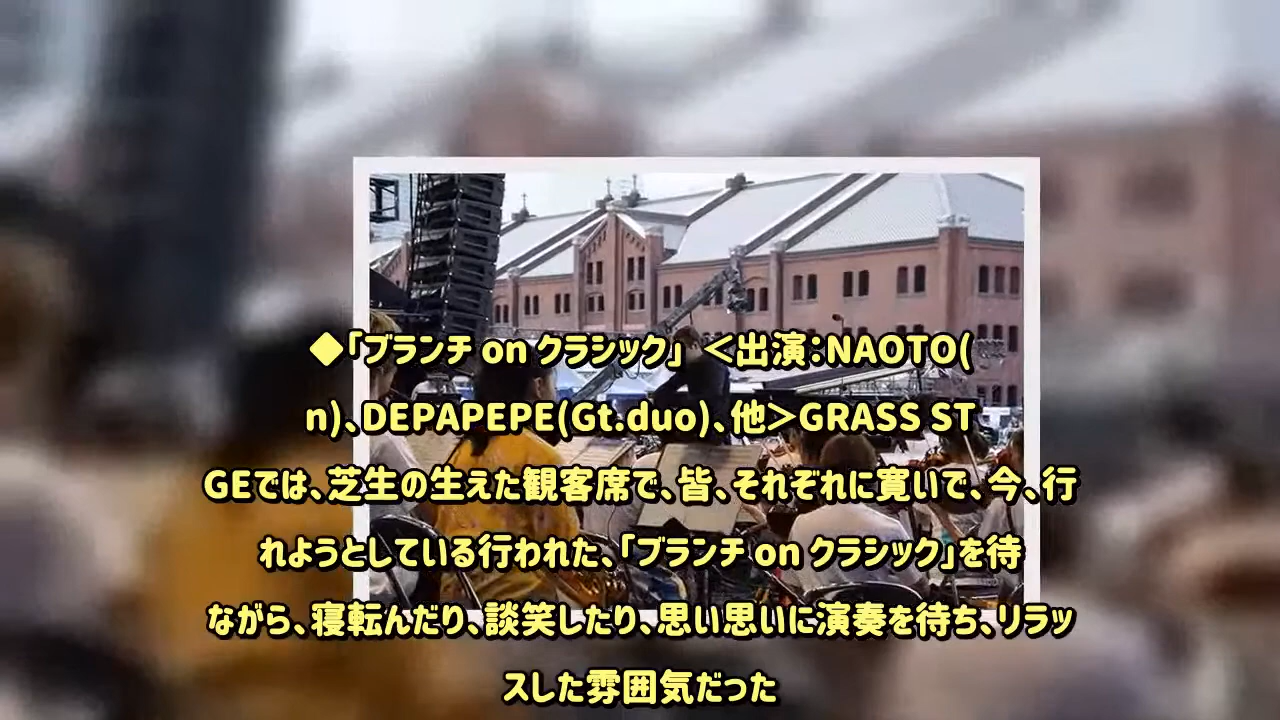 ◆「ブランチ on クラシック」 ＜出演：NAOTO(
n)、DEPAPEPE(Gt.duo)、他＞GRASS ST
GEでは、芝生の生えた観客席で、皆、それぞれに寛いで、今、行
れようとしている行われた、「ブランチ on クラシック」を待
ながら、寝転んだり、談笑したり、思い思いに演奏を待ち、リラッ
スした雰囲気だった